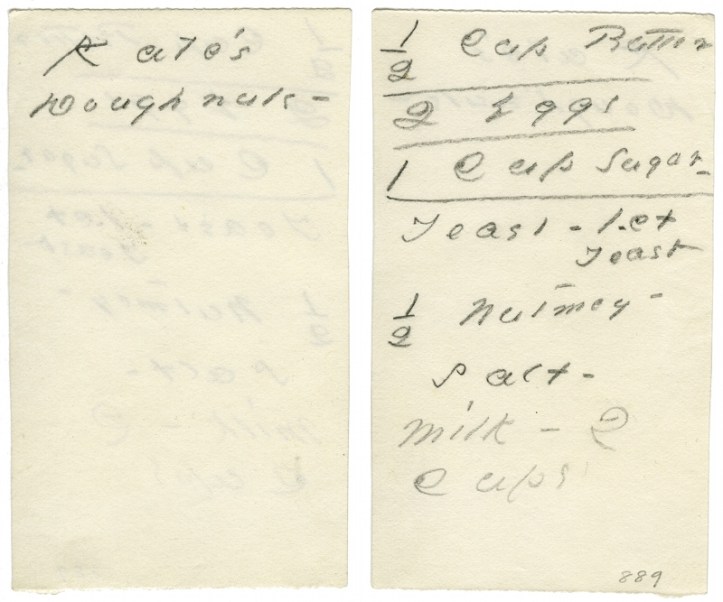 Kate's
Doughnuts-
1/2 Cup Butter
2 Eggs
1 Cup Sugar-
Yeast - 1.ct
Yeast
1/2 Nutmeg-
Salt-
Milk - 2
Cups
889